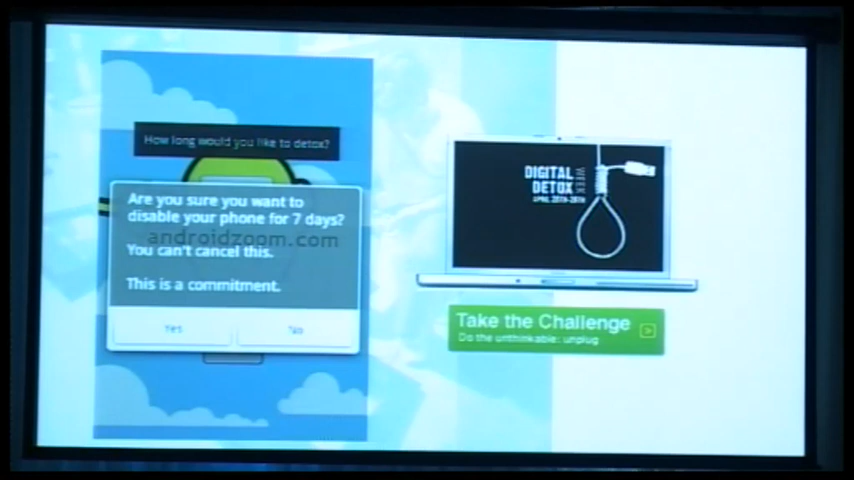 How long would you like to detox?
Are you sure you want to
disable your phone for 7 days?
androidzoom.com
You can't cancel this.
This is a commitment.
Yes
No
DIGITAL
DETOX
WEEK
Take the Challenge
Do the unthinkable: unplug